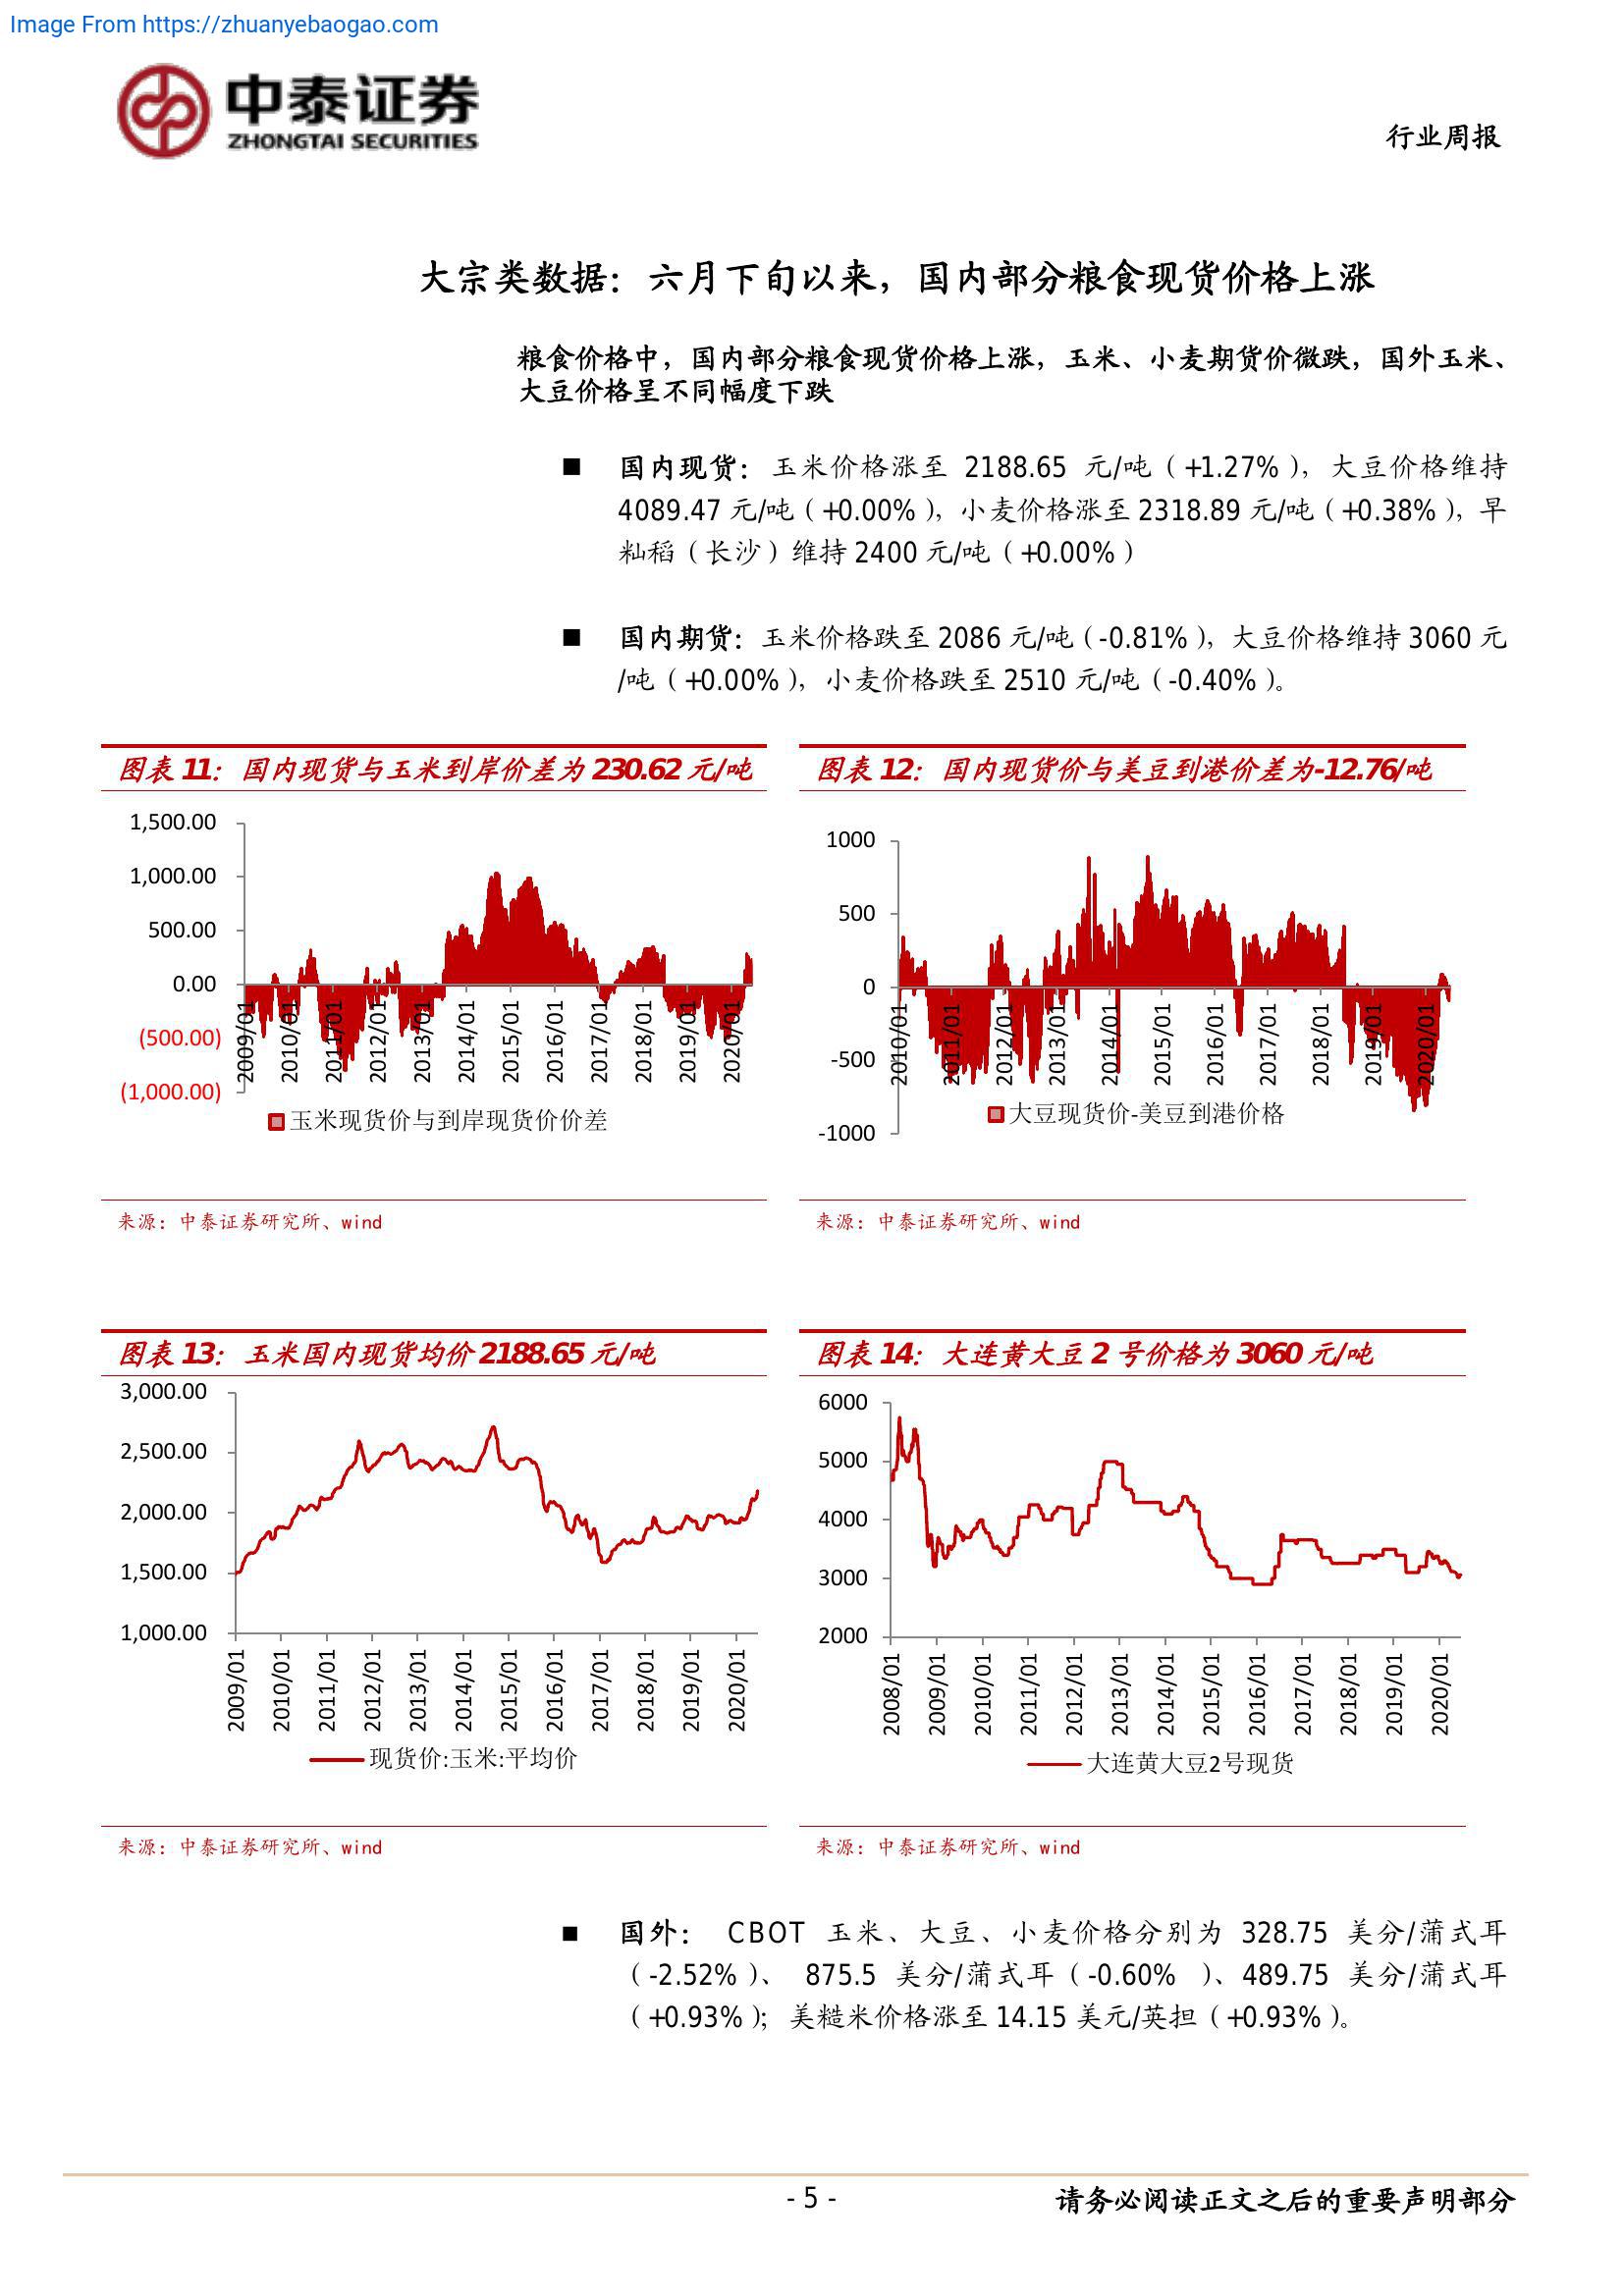 Image From https://zhuanyebaogao.com
中泰证券
ZHONGTAI SECURITIES
行业周报
大宗类数据：六月下旬以来，国内部分粮食现货价格上涨
粮食价格中，国内部分粮食现货价格上涨，玉米、小麦期货价微跌，国外玉米、
大豆价格呈不同幅度下跌
■ 国内现货：玉米价格涨至 2188.65 元/吨（+1.27%），大豆价格维持
4089.47 元/吨（+0.00%），小麦价格涨至 2318.89 元/吨（+0.38%），早
籼稻（长沙）维持 2400 元/吨（+0.00%）
■ 国内期货：玉米价格跌至 2086 元/吨（-0.81%），大豆价格维持 3060 元
/吨（+0.00%），小麦价格跌至 2510 元/吨（-0.40%）。
图表 11：国内现货与玉米到岸价差为 230.62 元/吨
1,500.00
1,000.00
500.00
0.00
(500.00)
(1,000.00)
2009/01
2010/01
2011/01
2012/01
2013/01
2014/01
2015/01
2016/01
2017/01
2018/01
2019/01
2020/01
玉米现货价与到岸现货价价差
来源：中泰证券研究所、wind
图表 12：国内现货价与美豆到港价差为-12.76/吨
1000
500
0
-500
-1000
2010/01
2011/01
2012/01
2013/01
2014/01
2015/01
2016/01
2017/01
2018/01
2019/01
2020/01
大豆现货价-美豆到港价格
来源：中泰证券研究所、wind
图表 13：玉米国内现货均价 2188.65 元/吨
3,000.00
2,500.00
2,000.00
1,500.00
1,000.00
2009/01
2010/01
2011/01
2012/01
2013/01
2014/01
2015/01
2016/01
2017/01
2018/01
2019/01
2020/01
现货价:玉米:平均价
来源：中泰证券研究所、wind
图表 14：大连黄大豆 2 号价格为 3060 元/吨
6000
5000
4000
3000
2000
2008/01
2009/01
2010/01
2011/01
2012/01
2013/01
2014/01
2015/01
2016/01
2017/01
2018/01
2019/01
2020/01
大连黄大豆2号现货
来源：中泰证券研究所、wind
■ 国外： CBOT 玉米、大豆、小麦价格分别为 328.75 美分/蒲式耳
（-2.52%）、 875.5 美分/蒲式耳（-0.60% ）、489.75 美分/蒲式耳
（+0.93%）；美糙米价格涨至 14.15 美元/英担（+0.93%）。
- 5 -
请务必阅读正文之后的重要声明部分